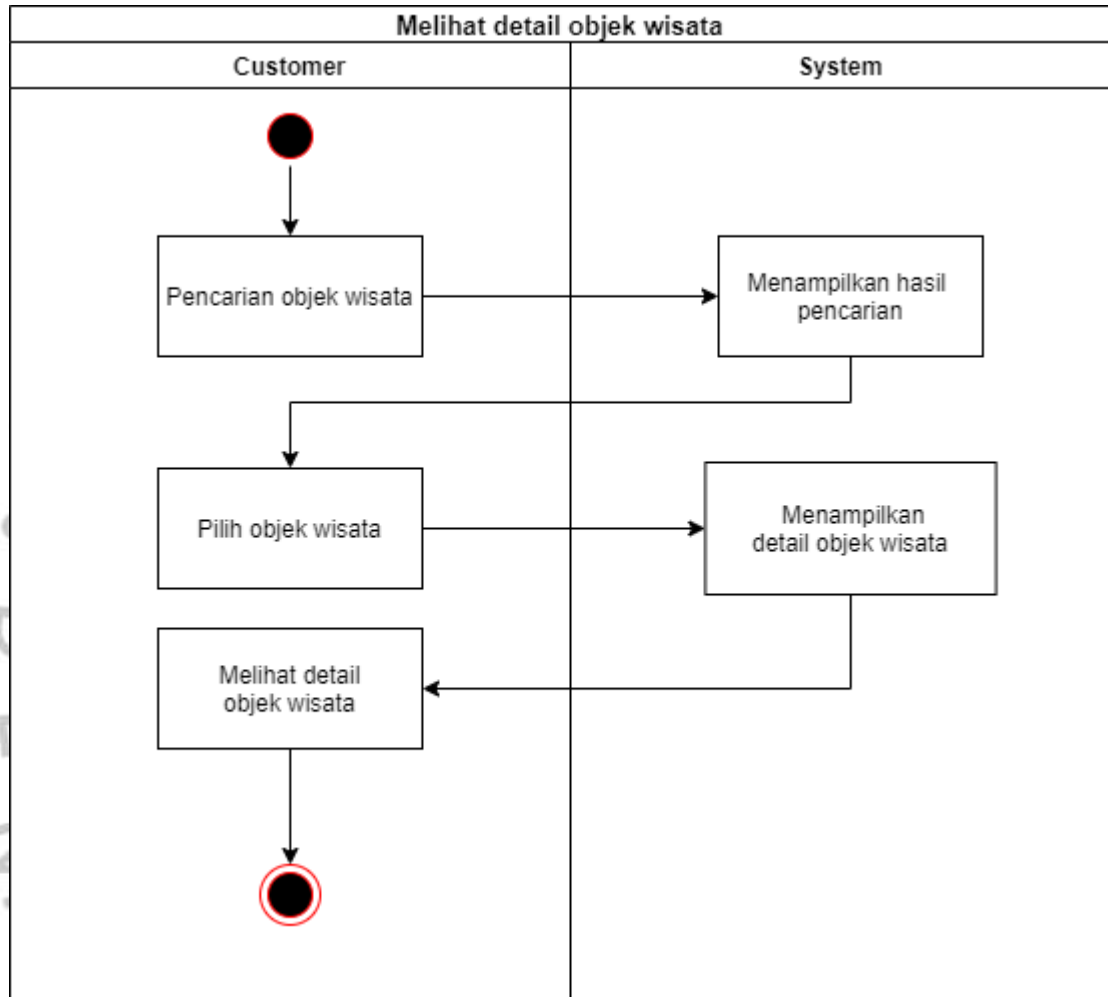 Melihat detail objek wisata
Customer
System
Pencarian objek wisata
Menampilkan hasil
pencarian
Pilih objek wisata
Menampilkan
detail objek wisata
Melihat detail
objek wisata